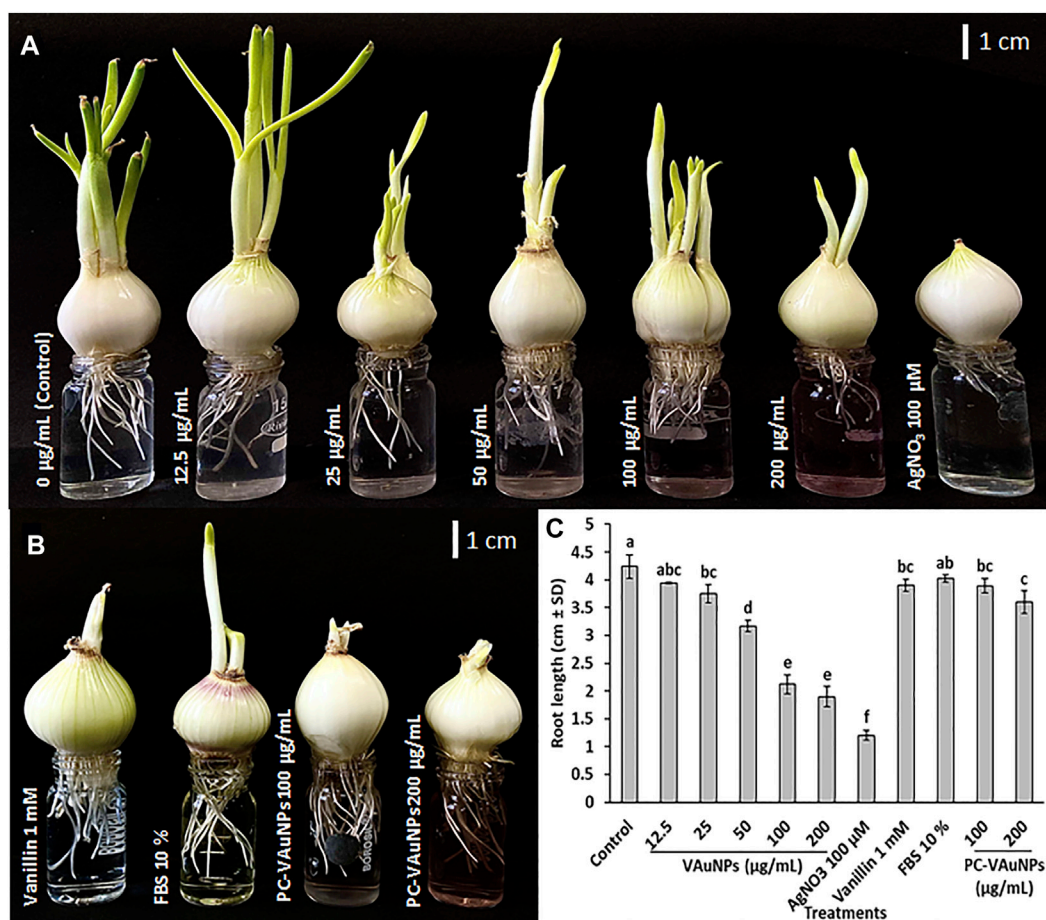 A
1 cm
0 µg/mL (Control)
12.5 µg/mL
25 µg/mL
50 µg/mL
100 µg/mL
200 µg/mL
AgNO₃ 100 µM
15
B
1 cm
Vanillin 1 mM
FBS 10 %
PC-VAuNPs100 µg/mL
PC-VAuNPs200 µg/mL
C
Root length (cm ± SD)
5
4.5
4
3.5
3
2.5
2
1.5
1
0.5
0
a
abc
bc
d
e
e
f
bc
ab
bc
c
Control
12.5
25
50
100
200
AgNO3 100 µM
Vanillin 1 mM
FBS 10 %
100
200
VAuNPs (µg/mL)
PC-VAuNPs
(µg/mL)
Treatments